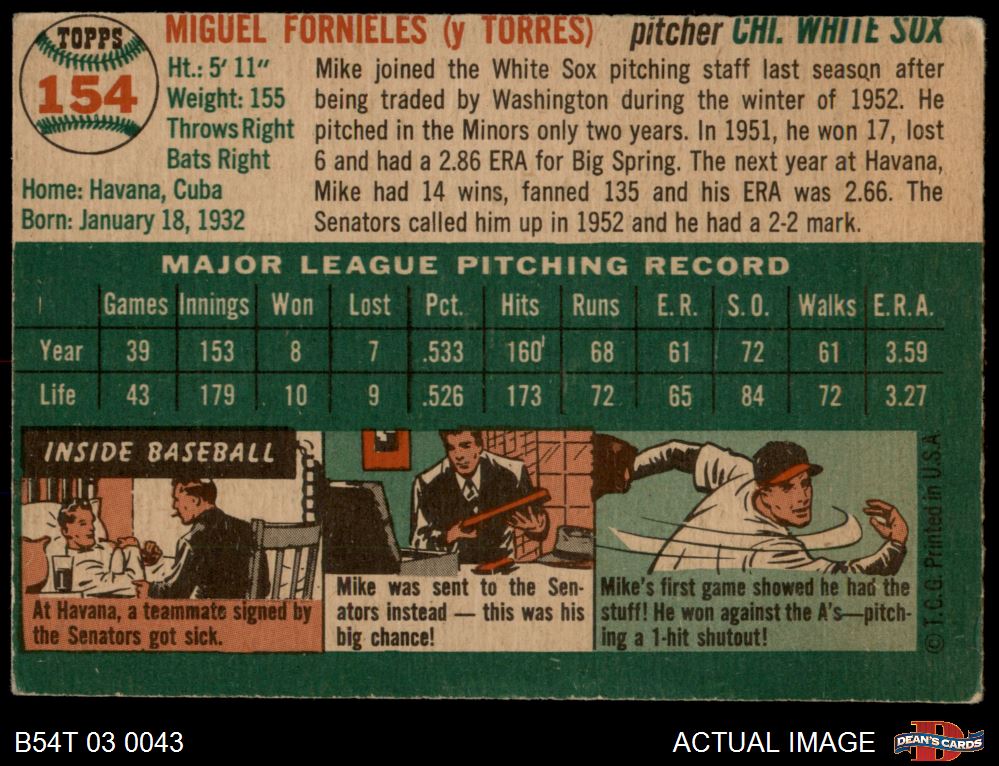 TOPPS
154
MIGUEL FORNIELES (y TORRES) pitcher CHI. WHITE SOX
Ht.: 5' 11"
Weight: 155
Throws Right
Bats Right
Home: Havana, Cuba
Born: January 18, 1932
Mike joined the White Sox pitching staff last season after
being traded by Washington during the winter of 1952. He
pitched in the Minors only two years. In 1951, he won 17, lost
6 and had a 2.86 ERA for Big Spring. The next year at Havana,
Mike had 14 wins, fanned 135 and his ERA was 2.66. The
Senators called him up in 1952 and he had a 2-2 mark.
MAJOR LEAGUE PITCHING RECORD
Games Innings Won Lost Pct. Hits Runs E.R. S.O. Walks E.R.A.
Year 39 153 8 7 .533 160 68 61 72 61 3.59
Life 43 179 10 9 .526 173 72 65 84 72 3.27
INSIDE BASEBALL
At Havana, a teammate signed by
the Senators got sick.
Mike was sent to the Sen-
ators instead — this was his
big chance!
Mike's first game showed he had the
stuff! He won against the A's—pitch-
ing a 1-hit shutout!
© T.C.G. Printed in U.S.A
B54T 03 0043
ACTUAL IMAGE
DEAN'S CARDS